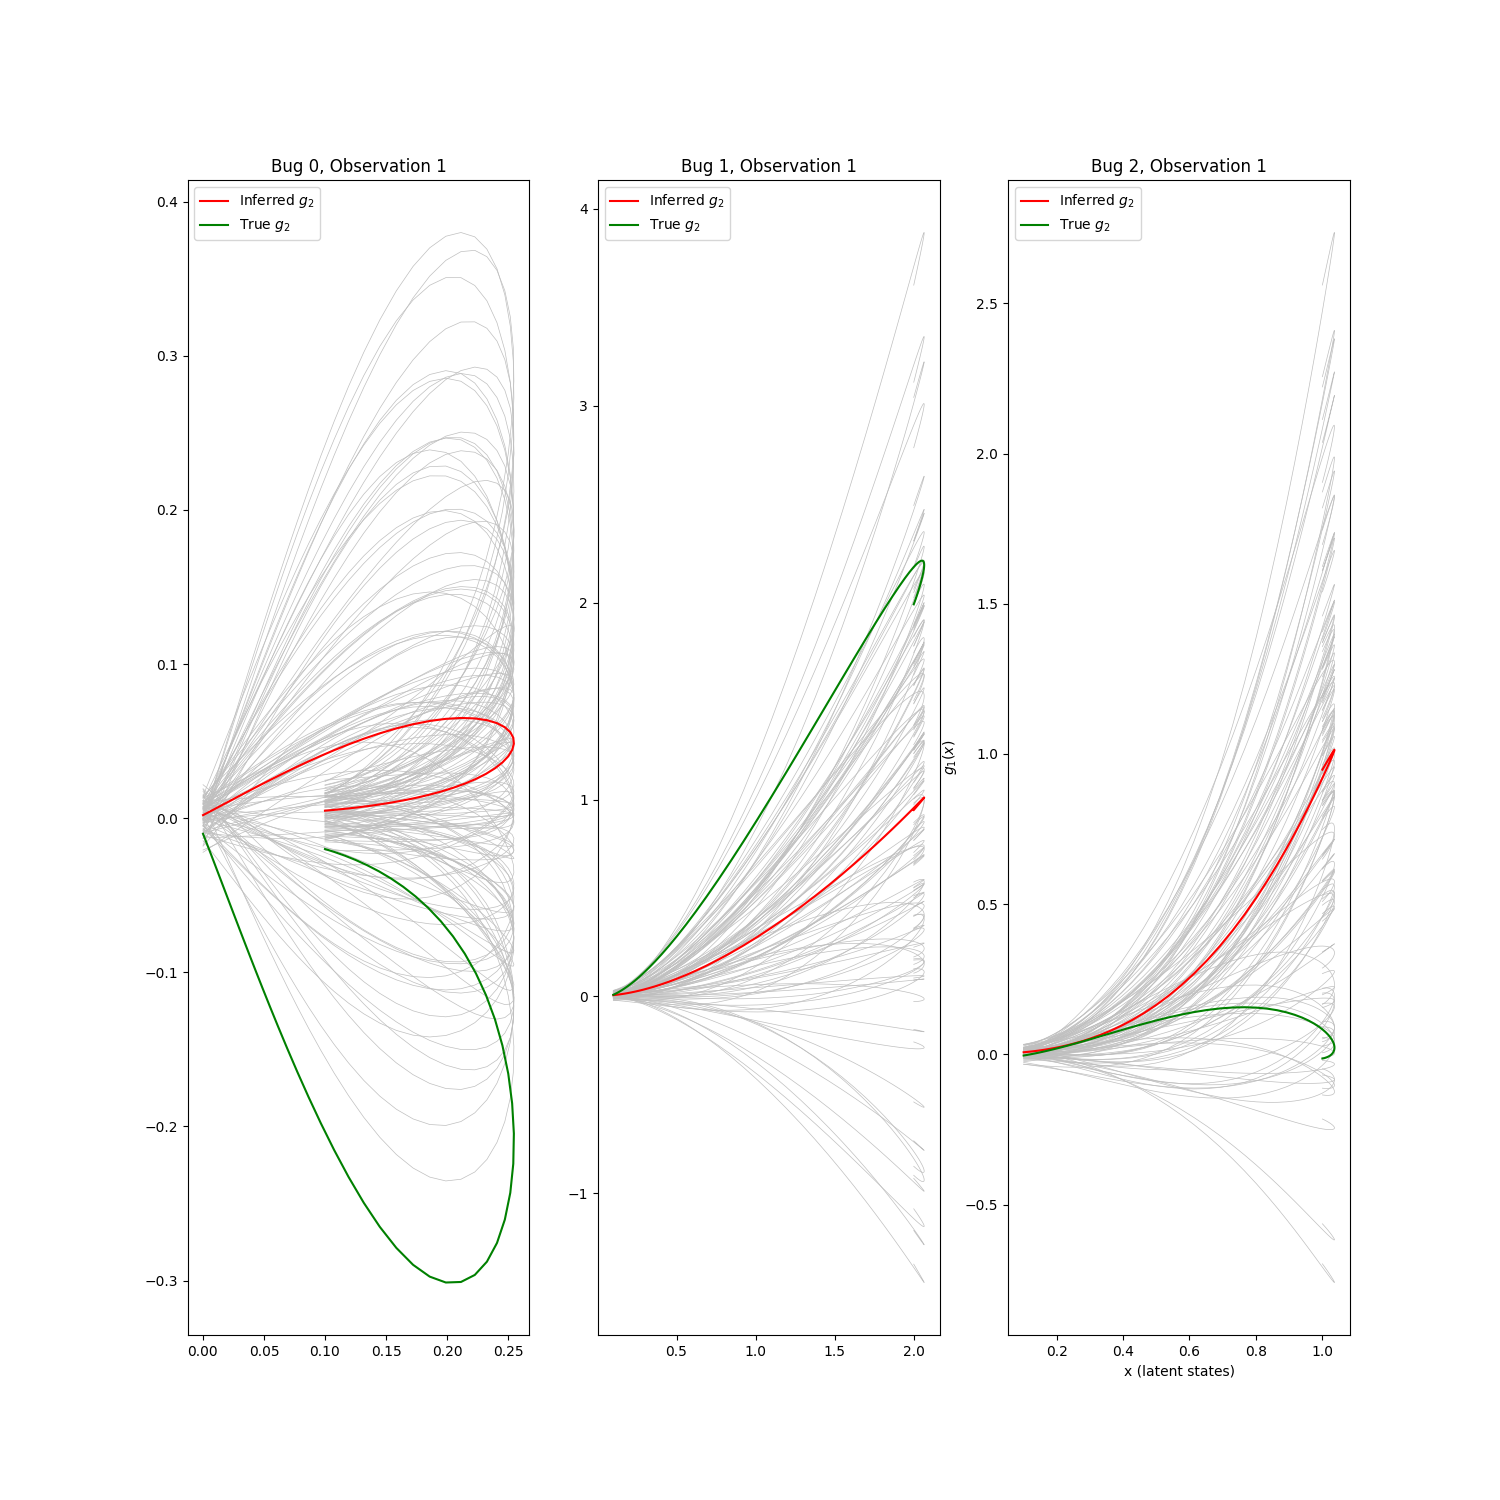 Bug 0, Observation 1
Inferred g₂
True g₂
0.4
0.3
0.2
0.1
0.0
−0.1
−0.2
−0.3
0.00 0.05 0.10 0.15 0.20 0.25
Bug 1, Observation 1
Inferred g₂
True g₂
4
3
2
1
0
−1
0.5 1.0 1.5 2.0
Bug 2, Observation 1
Inferred g₂
True g₂
g₁(x)
2.5
2.0
1.5
1.0
0.5
0.0
−0.5
0.2 0.4 0.6 0.8 1.0
x (latent states)